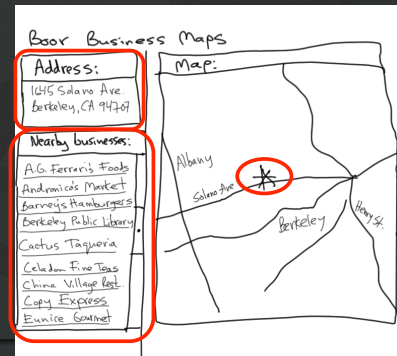 Boor Business Maps
Address:
1645 Solano Ave.
Berkeley, CA 94707
Nearby businesses:
A.G. Ferrari's Foods
Andronico's Market
Barney's Hamburgers
Berkeley Public Library
Cactus Taqueria
Celadon Fine Teas
China Village Rest.
Copy Express
Eunice Gourmet
Map:
Albany
Solano Ave
Berkeley
Henry St.